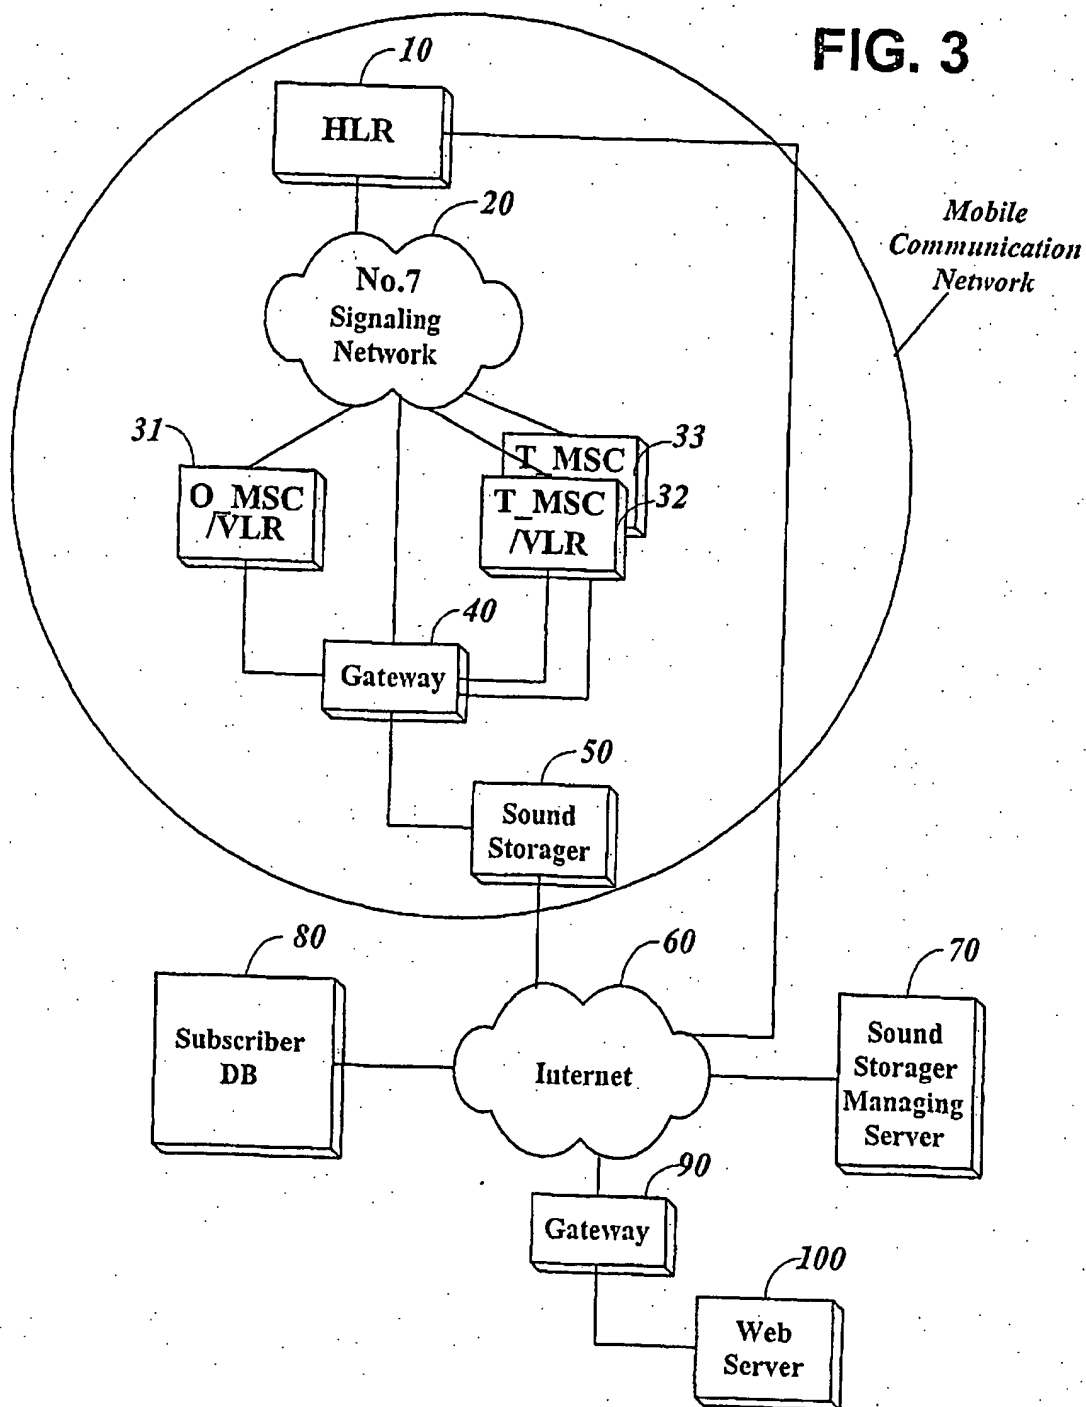 FIG. 3
10
HLR
20
Mobile
Communication
Network
No.7
Signaling
Network
31
33
T_MSC
O_MSC
/VLR
32
T_MSC
/VLR
40
Gateway
50
Sound
Storager
80
60
70
Subscriber
DB
Internet
Sound
Storager
Managing
Server
90
Gateway
100
Web
Server